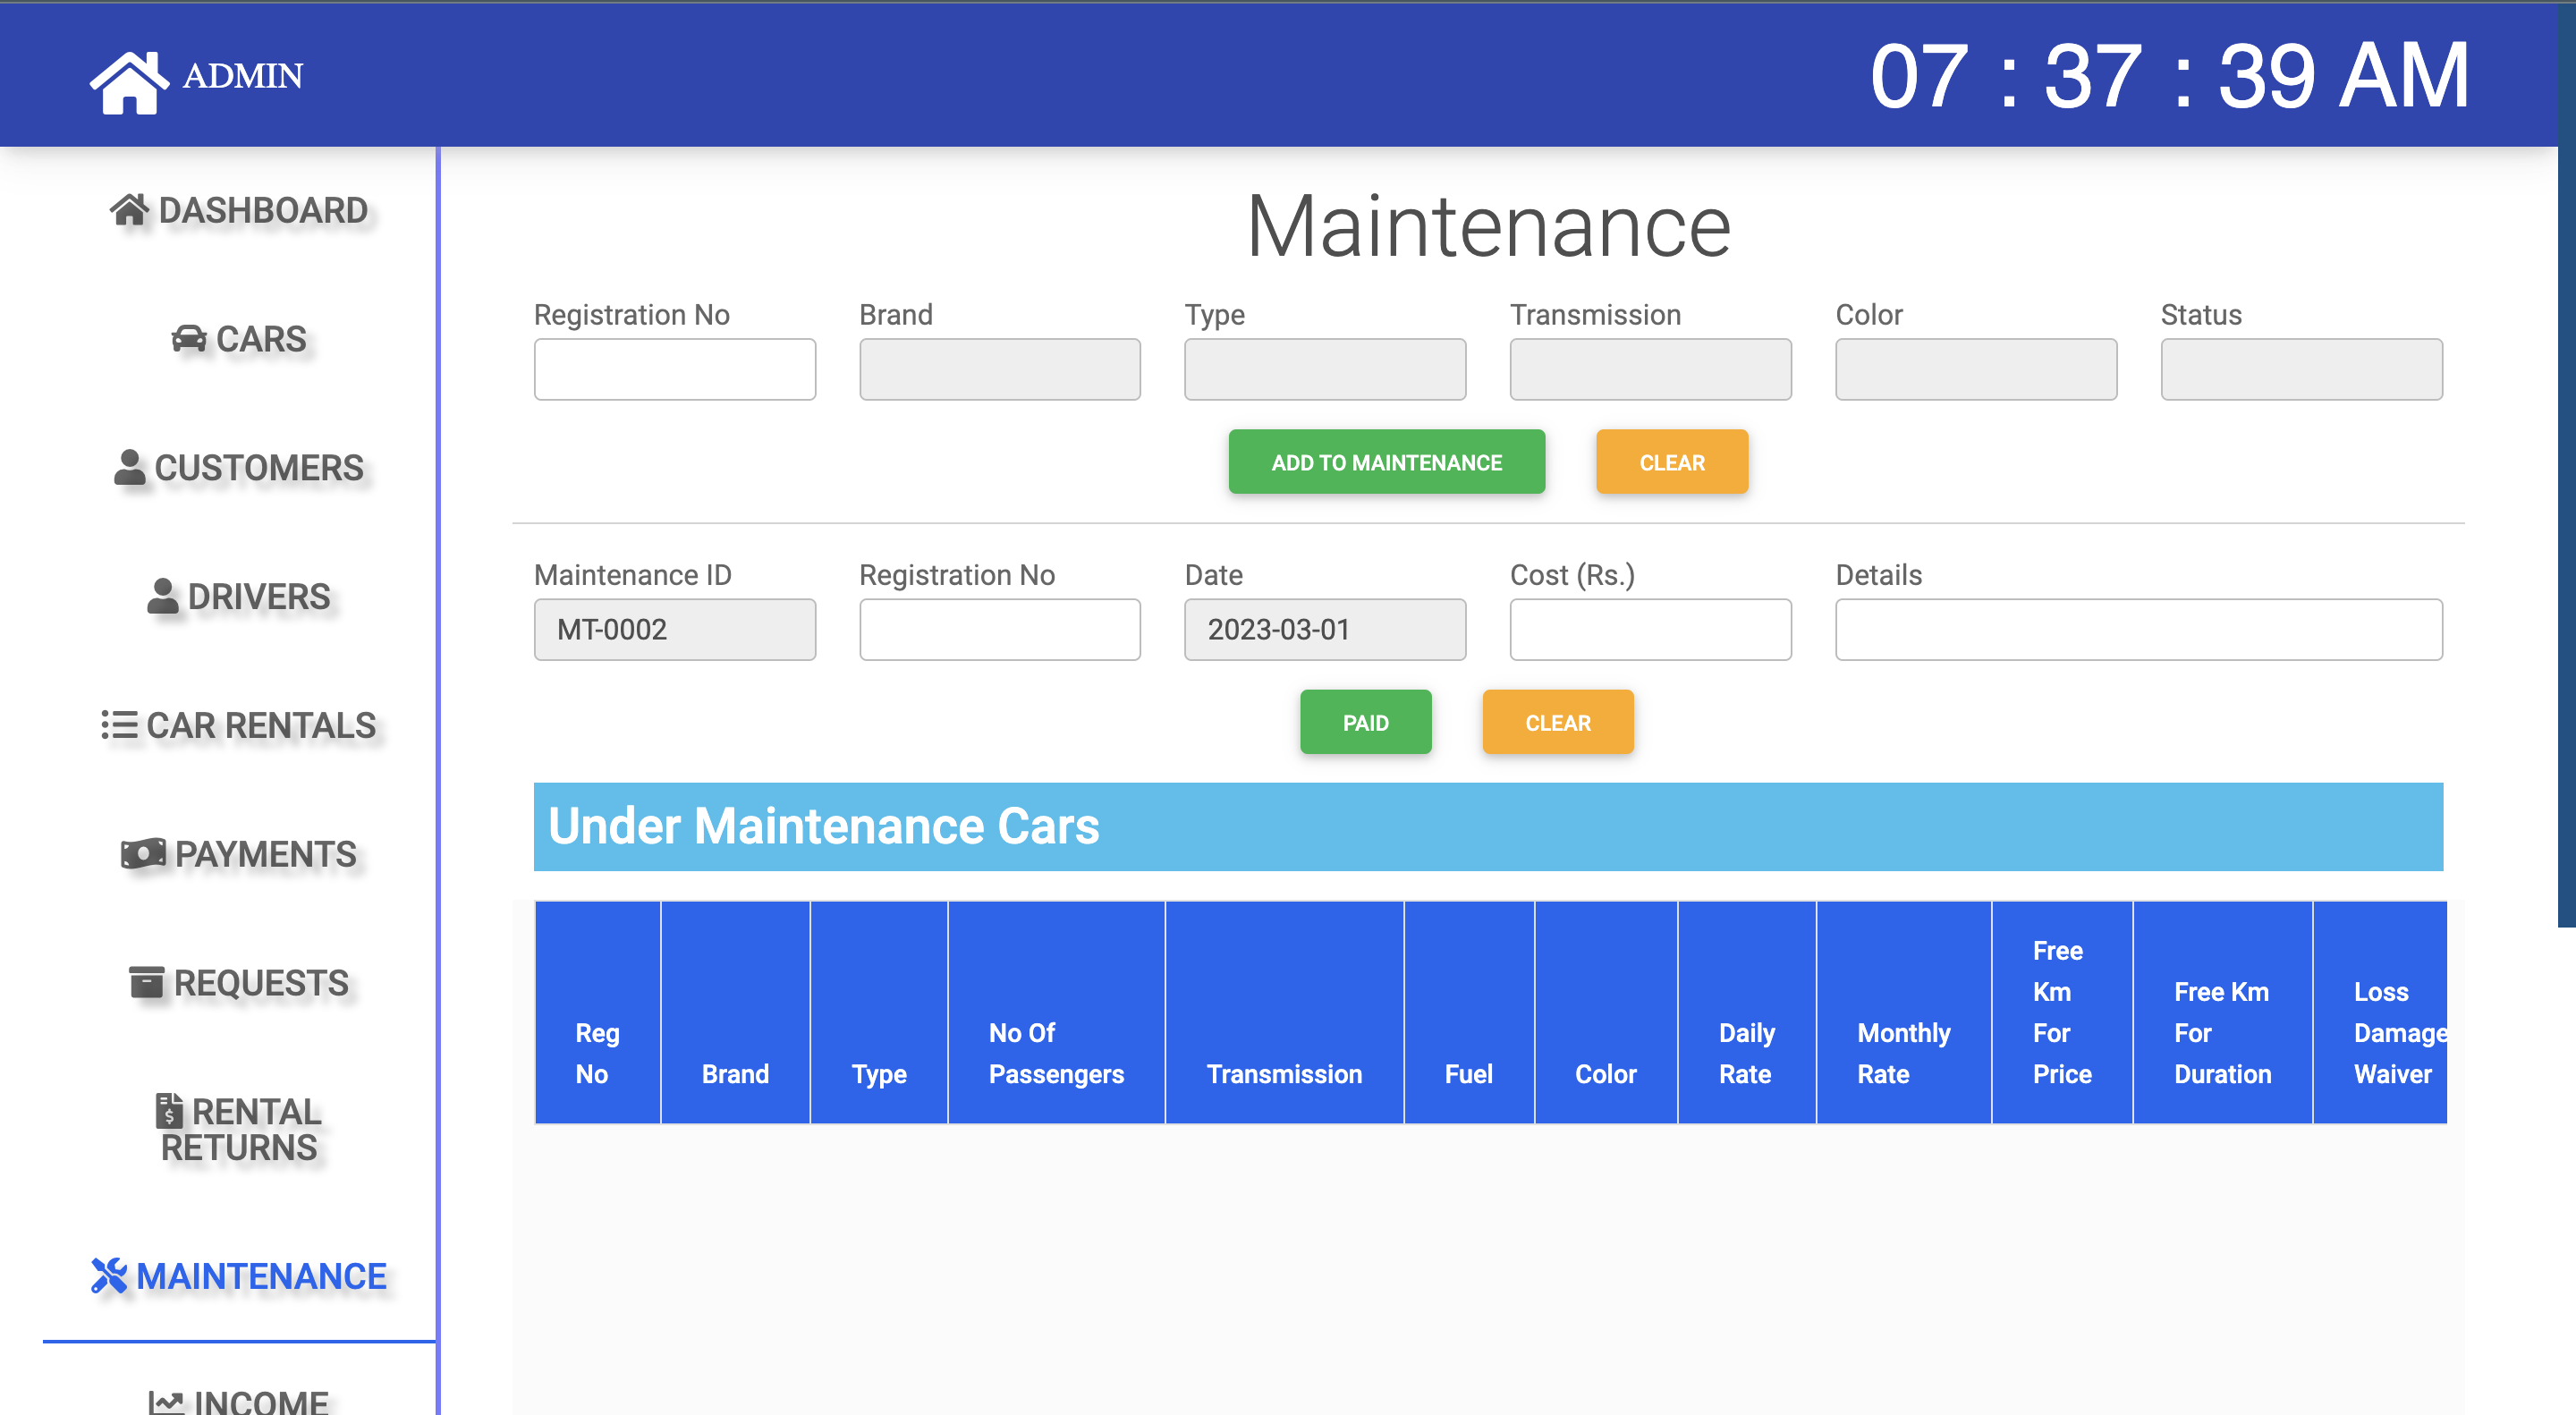 ADMIN
07 : 37 : 39 AM
DASHBOARD
CARS
CUSTOMERS
DRIVERS
CAR RENTALS
PAYMENTS
REQUESTS
RENTAL
RETURNS
MAINTENANCE
INCOME
Maintenance
Registration No Brand Type Transmission Color Status
ADD TO MAINTENANCE CLEAR
Maintenance ID Registration No Date Cost (Rs.) Details
MT-0002 2023-03-01
PAID CLEAR
Under Maintenance Cars
Reg
No
Brand
Type
No Of
Passengers
Transmission
Fuel
Color
Daily
Rate
Monthly
Rate
Free
Km
For
Price
Free Km
For
Duration
Loss
Damage
Waiver